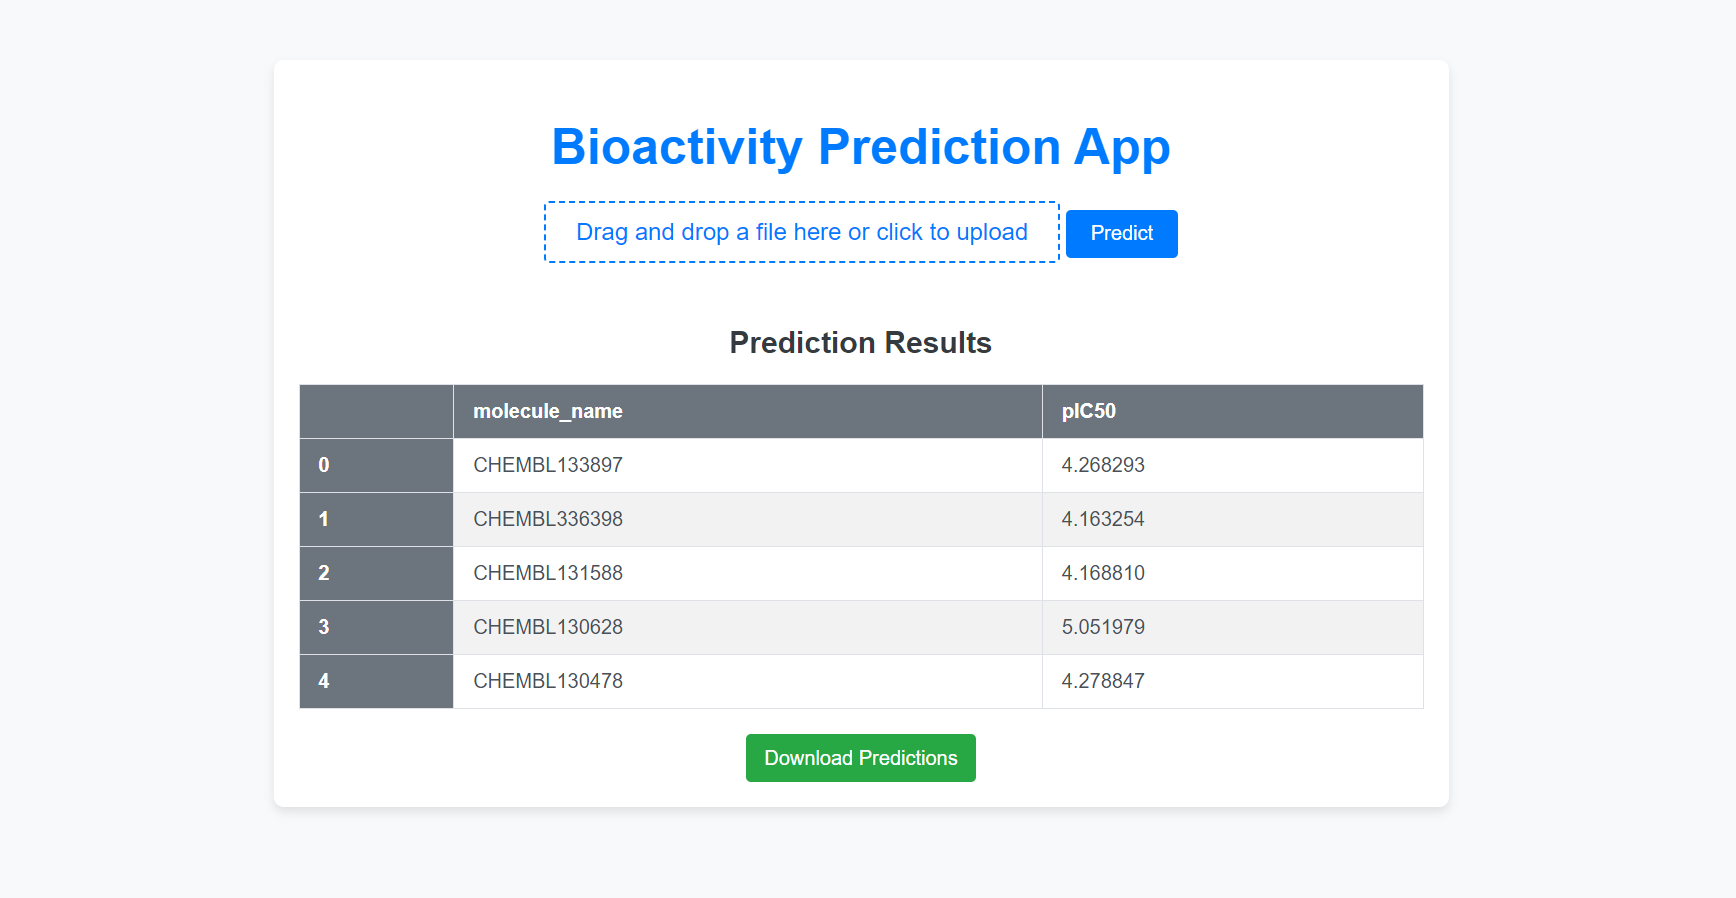 Bioactivity Prediction App
Drag and drop a file here or click to upload Predict
Prediction Results
molecule_name pIC50
0 CHEMBL133897 4.268293
1 CHEMBL336398 4.163254
2 CHEMBL131588 4.168810
3 CHEMBL130628 5.051979
4 CHEMBL130478 4.278847
Download Predictions